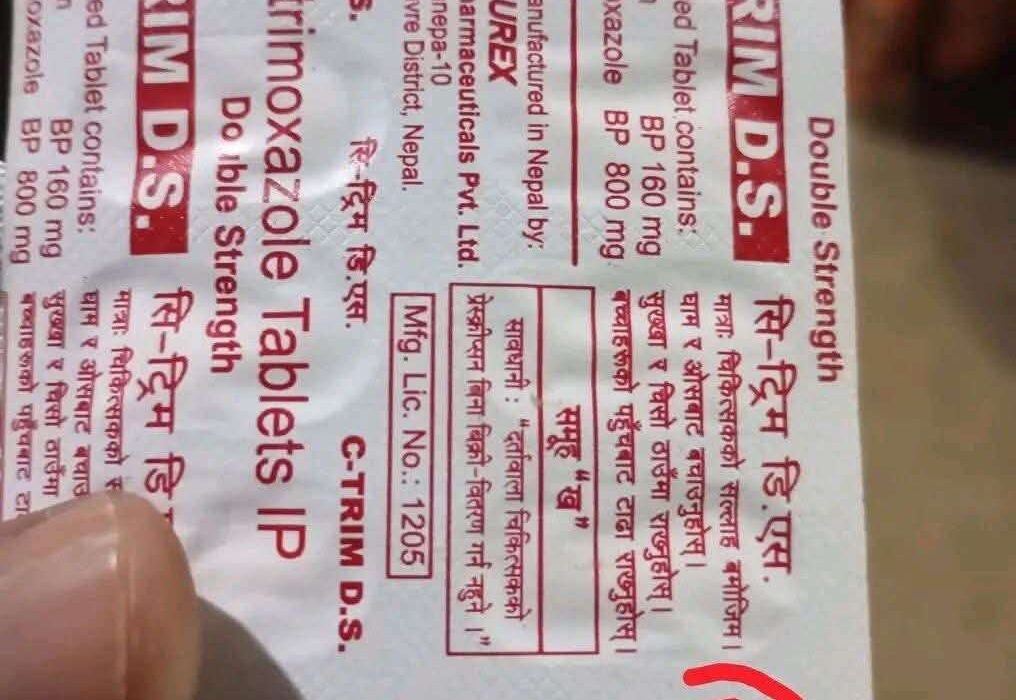 Double Strength
RIM D.S. सि-ट्रिम डि.एस.
मात्राः चिकित्सकको सल्लाह बमोजिम।
ed Tablet contains: घाम र ओसबाट बचाउनुहोस्।
BP 160 mg सुख्खा र चिसो ठाउँमा राख्नुहोस्।
oxazole BP 800 mg बच्चाहरूको पहुँचबाट टाढा राख्नुहोस्।
समूह "ख"
anufactured in Nepal by:
सावधानी : "दर्तावाला चिकित्सकको
UREX
प्रेस्क्रीप्सन बिना बिक्री-वितरण गर्न नहुने ।"
armaceuticals Pvt. Ltd.
nepa-10
vre District, Nepal.
Mfg. Lic. No.: 1205
S. सि-ट्रिम डि.एस. C-TRIM D.S.
trimoxazole Tablets IP
Double Strength
RIM D.S. सि-ट्रिम डि
मात्राः चिकित्सकको
ed Tablet contains: घाम र ओसबाट बचाउ
BP 160 mg सुख्खा र चिसो ठाउँमा
oxazole BP 800 mg बच्चाहरूको पहुँचबाट टा